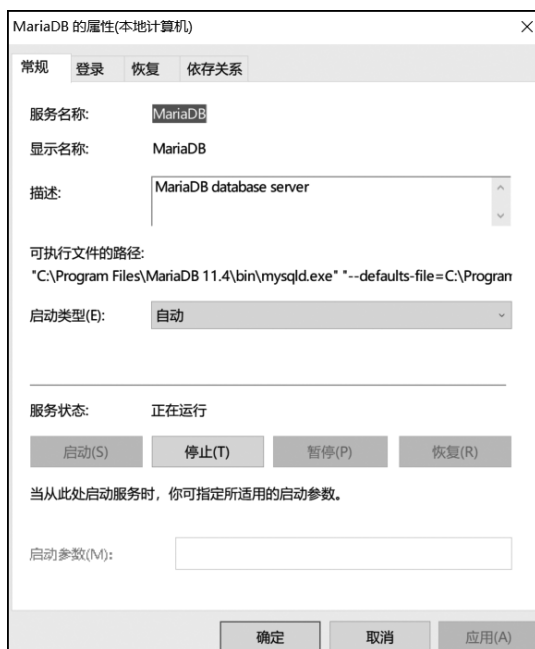 MariaDB 的属性(本地计算机)
常规 登录 恢复 依存关系
服务名称: MariaDB
显示名称: MariaDB
描述: MariaDB database server
可执行文件的路径:
"C:\Program Files\MariaDB 11.4\bin\mysqld.exe" "--defaults-file=C:\Program
启动类型(E): 自动
服务状态: 正在运行
启动(S) 停止(T) 暂停(P) 恢复(R)
当从此处启动服务时，你可指定所适用的启动参数。
启动参数(M):
确定 取消 应用(A)